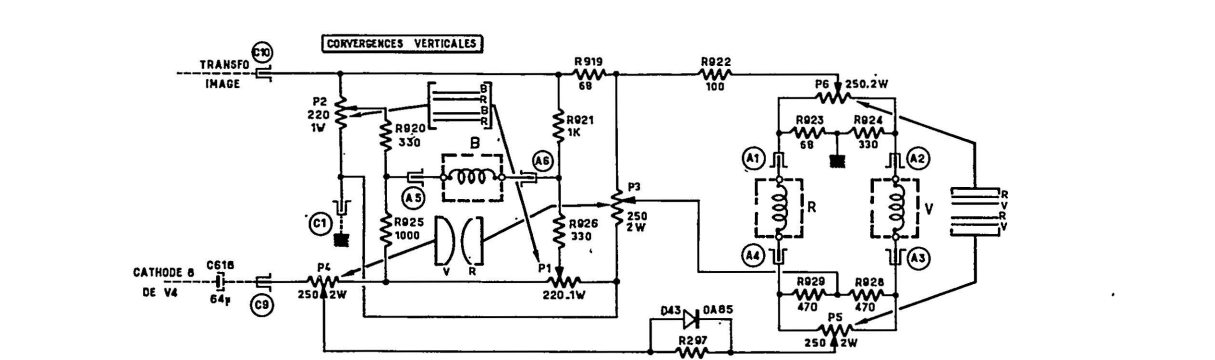 CONVERGENCES VERTICALES
C10
TRANSFO
IMAGE
R919
68
R922
100
P6 250.2W
P2
220
1W
B
R
B
R
R921
1K
R920
330
R923
68
R924
330
B
A6
A5
A1
A2
P3
250
2W
R
V
R
V
R
V
C1
R925
1000
R926
330
V
R
A4
A3
CATHODE 8
DE V4
C616
64µ
C9
P4
250.2W
P1
220.1W
R929
470
R928
470
D43
OA85
R297
P5
250.2W